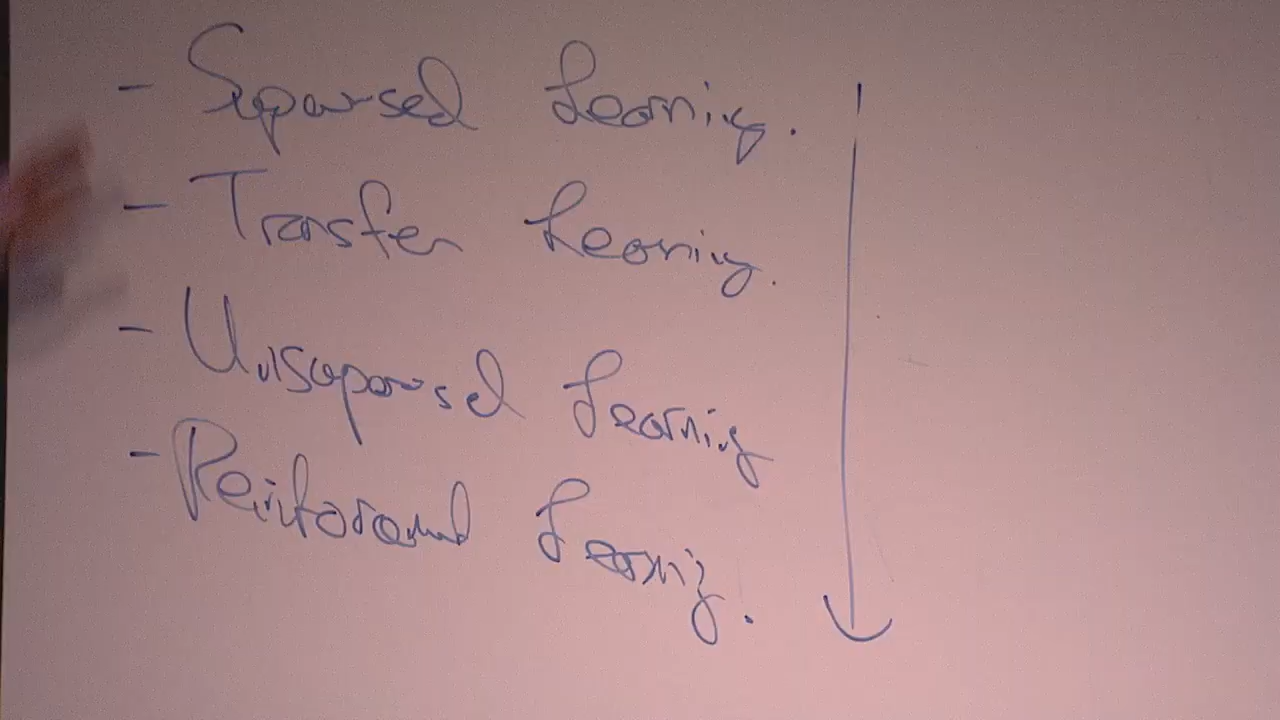 - Supervised Learning.
- Transfer Learning.
- Unsupervised Learning
- Reinforcement Learning.